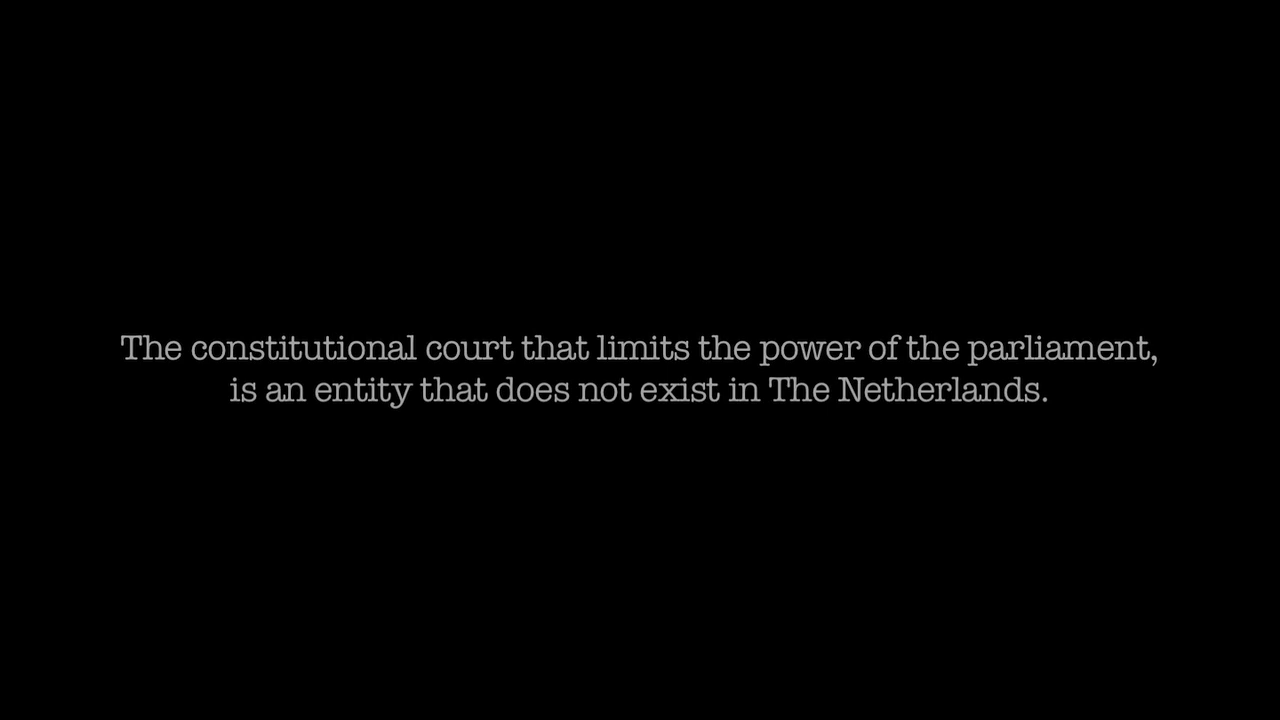 The constitutional court that limits the power of the parliament,
is an entity that does not exist in The Netherlands.